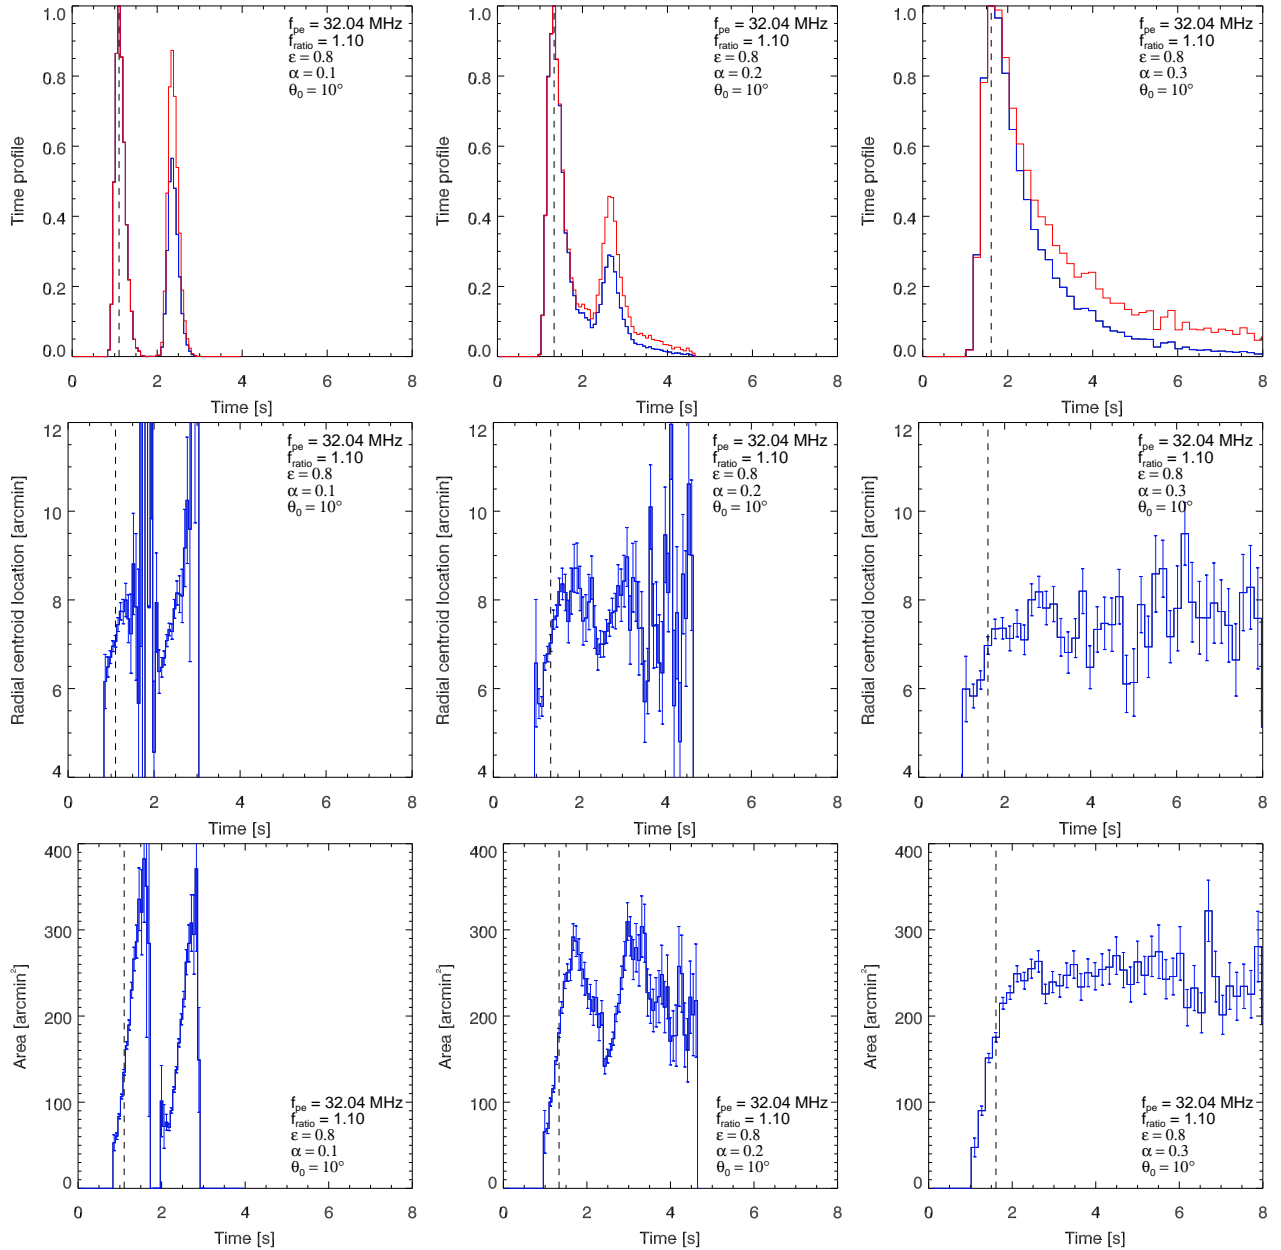 1.0
0.8
0.6
0.4
0.2
0.0
Time profile
f_pe = 32.04 MHz
f_ratio = 1.10
ε = 0.8
α = 0.1
θ_0 = 10°
0 2 4 6 8
Time [s]
1.0
0.8
0.6
0.4
0.2
0.0
Time profile
f_pe = 32.04 MHz
f_ratio = 1.10
ε = 0.8
α = 0.2
θ_0 = 10°
0 2 4 6 8
Time [s]
1.0
0.8
0.6
0.4
0.2
0.0
Time profile
f_pe = 32.04 MHz
f_ratio = 1.10
ε = 0.8
α = 0.3
θ_0 = 10°
0 2 4 6 8
Time [s]
12
10
8
6
4
Radial centroid location [arcmin]
f_pe = 32.04 MHz
f_ratio = 1.10
ε = 0.8
α = 0.1
θ_0 = 10°
0 2 4 6 8
Time [s]
12
10
8
6
4
Radial centroid location [arcmin]
f_pe = 32.04 MHz
f_ratio = 1.10
ε = 0.8
α = 0.2
θ_0 = 10°
0 2 4 6 8
Time [s]
12
10
8
6
4
Radial centroid location [arcmin]
f_pe = 32.04 MHz
f_ratio = 1.10
ε = 0.8
α = 0.3
θ_0 = 10°
0 2 4 6 8
Time [s]
400
300
200
100
0
Area [arcmin²]
f_pe = 32.04 MHz
f_ratio = 1.10
ε = 0.8
α = 0.1
θ_0 = 10°
0 2 4 6 8
Time [s]
400
300
200
100
0
Area [arcmin²]
f_pe = 32.04 MHz
f_ratio = 1.10
ε = 0.8
α = 0.2
θ_0 = 10°
0 2 4 6 8
Time [s]
400
300
200
100
0
Area [arcmin²]
f_pe = 32.04 MHz
f_ratio = 1.10
ε = 0.8
α = 0.3
θ_0 = 10°
0 2 4 6 8
Time [s]